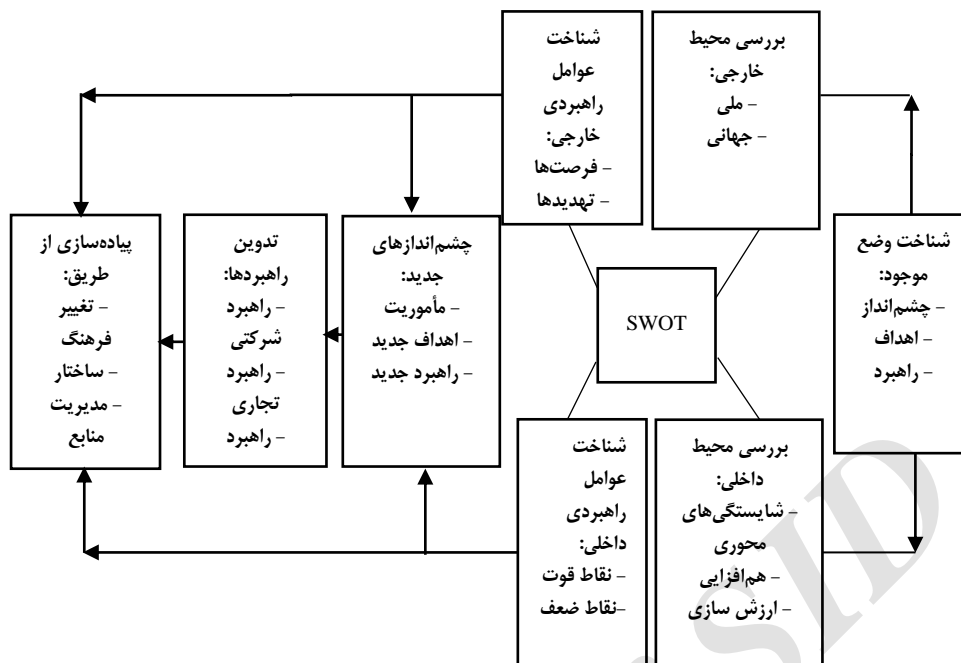 شناخت
عوامل
راهبردی
خارجی:
- فرصت‌ها
- تهدیدها
بررسی محیط
خارجی:
- ملی
- جهانی
شناخت وضع
موجود:
- چشم‌انداز
- اهداف
- راهبرد
SWOT
چشم‌اندازهای
جدید:
- مأموریت
- اهداف جدید
- راهبرد جدید
تدوین
راهبردها:
- راهبرد
شرکتی
- راهبرد
تجاری
- راهبرد
پیاده‌سازی از
طریق:
- تغییر
فرهنگ
- ساختار
- مدیریت
منابع
بررسی محیط
داخلی:
- شایستگی‌های
محوری
- هم‌افزایی
- ارزش سازی
شناخت
عوامل
راهبردی
داخلی:
- نقاط قوت
-نقاط ضعف
SID